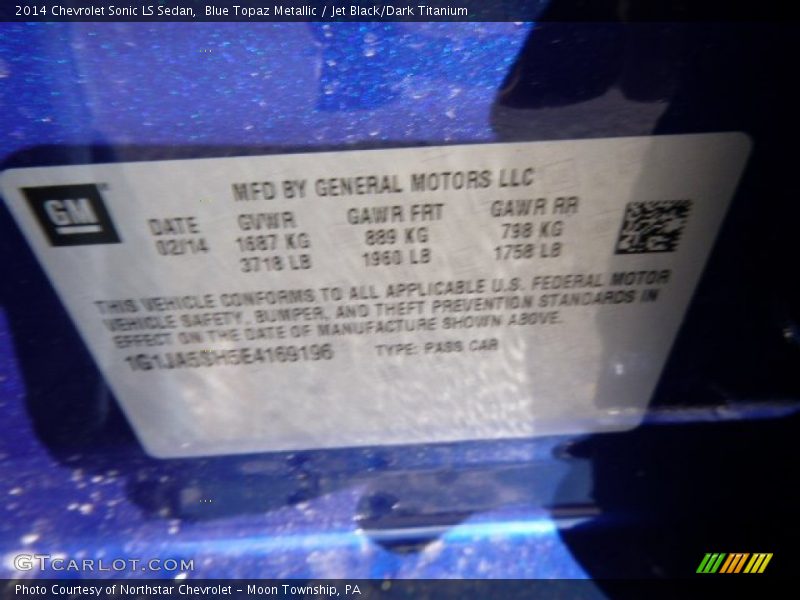 2014 Chevrolet Sonic LS Sedan,  Blue Topaz Metallic / Jet Black/Dark Titanium
MFD BY GENERAL MOTORS LLC
GM
DATE GVWR GAWR FRT GAWR RR
02/14 1687 KG 889 KG 798 KG
3718 LB 1960 LB 1758 LB
THIS VEHICLE CONFORMS TO ALL APPLICABLE U.S. FEDERAL MOTOR
VEHICLE SAFETY, BUMPER, AND THEFT PREVENTION STANDARDS IN
EFFECT ON THE DATE OF MANUFACTURE SHOWN ABOVE.
1G1JA5SH5E4169196 TYPE: PASS CAR
GTCARLOT.COM
Photo Courtesy of Northstar Chevrolet – Moon Township, PA